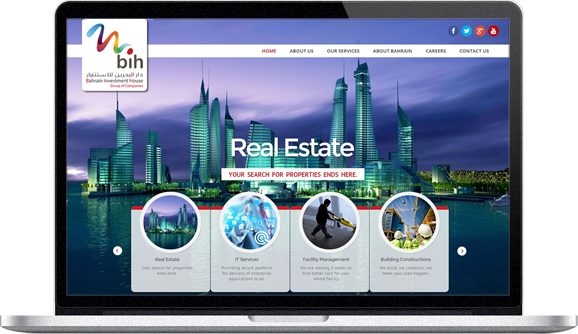 bih
دار البحرين للاستثمار
Bahrain Investment House
Group of Companies
HOME ABOUT US OUR SERVICES ABOUT BAHRAIN CAREERS CONTACT US
Real Estate
YOUR SEARCH FOR PROPERTIES ENDS HERE.
Real Estate
Your search for properties
ends here.
IT Services
Providing secure platform
for delivery of enterprise
applications to all.
Facility Management
We are making it easier to
find better care for your
whole family.
Building Constructions
We build, we construct, we
make your plan happen.